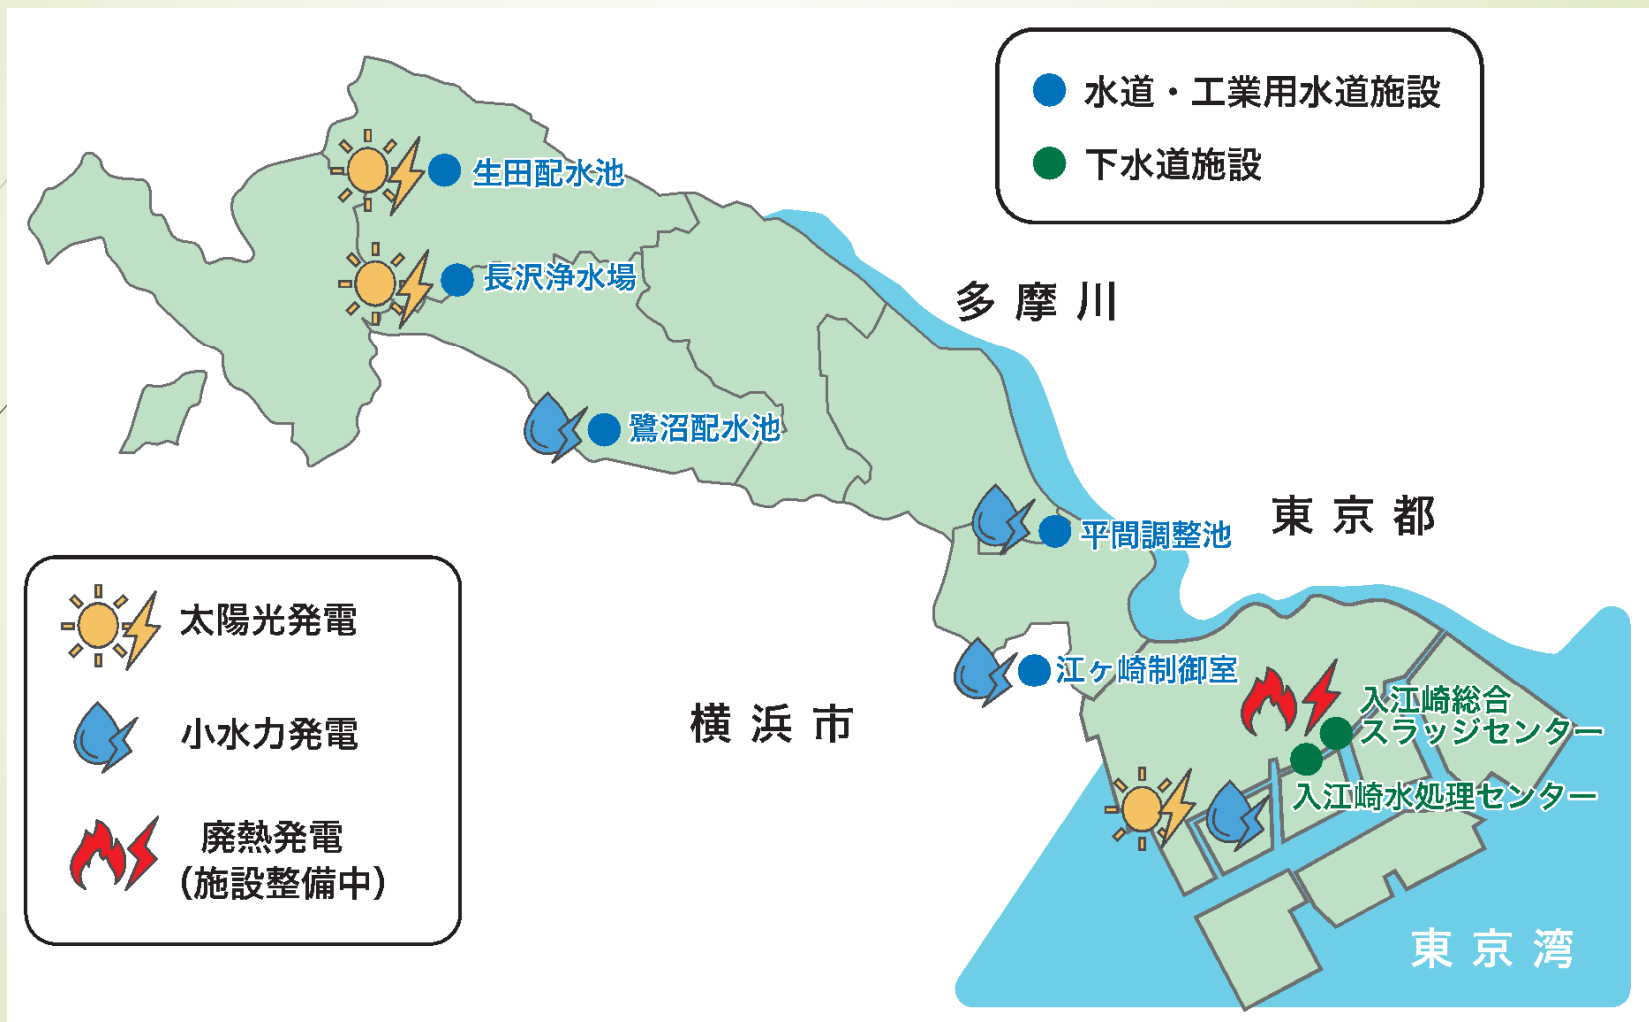 水道・工業用水道施設
下水道施設
生田配水池
長沢浄水場
多摩川
鷺沼配水池
東京都
平間調整池
太陽光発電
江ヶ崎制御室
横浜市
入江崎総合
スラッジセンター
小水力発電
入江崎水処理センター
廃熱発電
(施設整備中)
東京湾